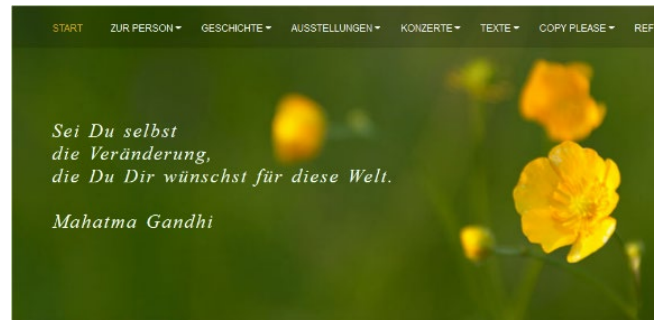 START ZUR PERSON GESCHICHTE AUSSTELLUNGEN KONZERTE TEXTE COPY PLEASE REF
Sei Du selbst
die Veränderung,
die Du Dir wünschst für diese Welt.
Mahatma Gandhi